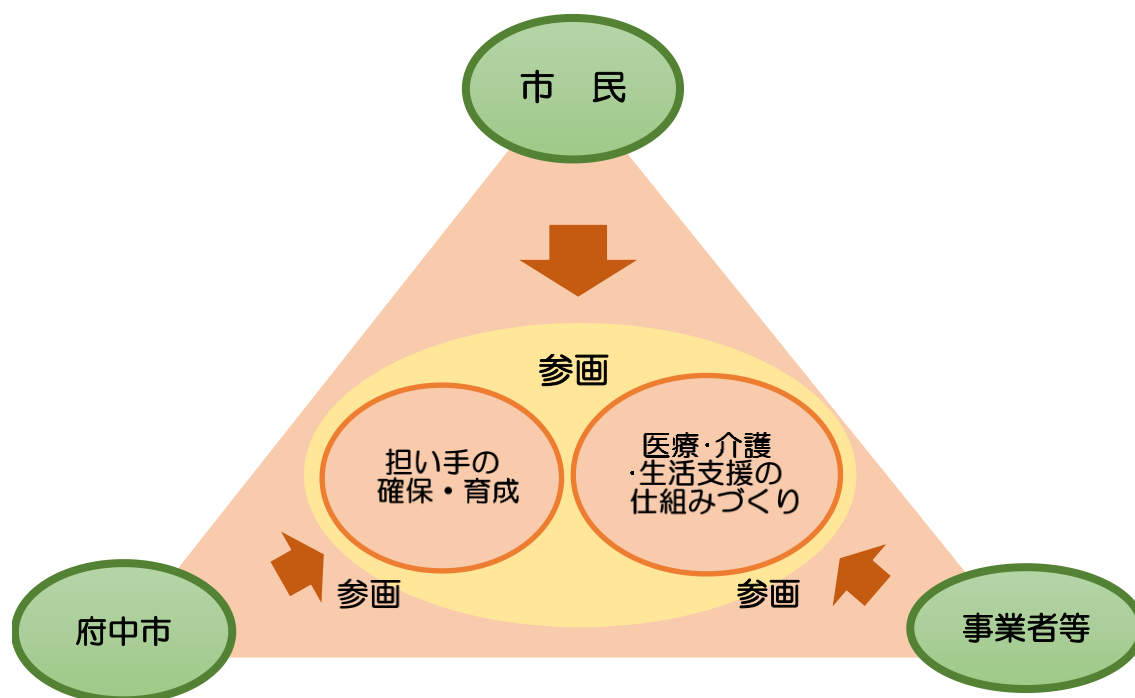 市　民
参画
担い手の
確保・育成
医療・介護
・生活支援の
仕組みづくり
参画
参画
府中市
事業者等